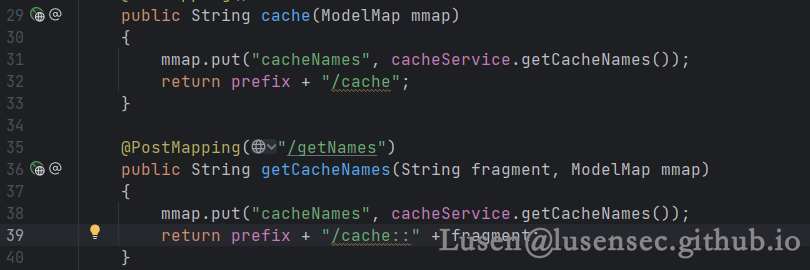 29 public String cache(ModelMap mmap)
30 {
31 mmap.put("cacheNames", cacheService.getCacheNames());
32 return prefix + "/cache";
33 }
34
35 @PostMapping("/getNames")
36 public String getCacheNames(String fragment, ModelMap mmap)
37 {
38 mmap.put("cacheNames", cacheService.getCacheNames());
39 return prefix + "/cache::" + fragment;
40 }
Lusen@lusensec.github.io